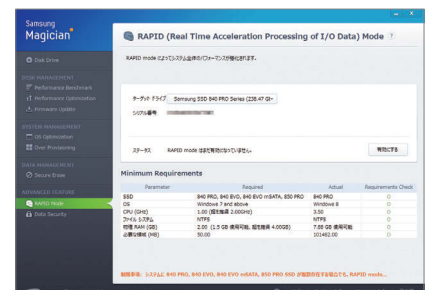 Samsung
Magician
Disk Drive
DISK MANAGEMENT
Performance Benchmark
Performance Optimization
Firmware Update
SYSTEM MANAGEMENT
OS Optimization
Over Provisioning
DATA MANAGEMENT
Secure Erase
ADVANCED FEATURE
RAPID Mode
Data Security
RAPID (Real Time Acceleration Processing of I/O Data) Mode ?
RAPID mode によってシステム全体のパフォーマンスが強化されます。
ターゲット ドライブ Samsung SSD 840 PRO Series (238.47 GB)
シリアル番号
ステータス RAPID mode はまだ有効になっていません。 有効にする
Minimum Requirements
Parameter Required Actual Requirements Check
SSD 840 PRO, 840 EVO, 840 EVO mSATA, 850 PRO 840 PRO
OS Windows 7 and above Windows 8
CPU (GHz) 1.00 (推奨推奨 2.00GHz) 3.50
ファイル システム NTFS NTFS
物理 RAM (GB) 2.00 (1.5 GB 使用可能, 4.00GB) 7.88 GB 使用可能
必要な領域 (MB) 50.00 101482.00
制限事項: システムに 840 PRO, 840 EVO, 840 EVO mSATA, 850 PRO SSD が複数存在する場合でも、RAPID mode...